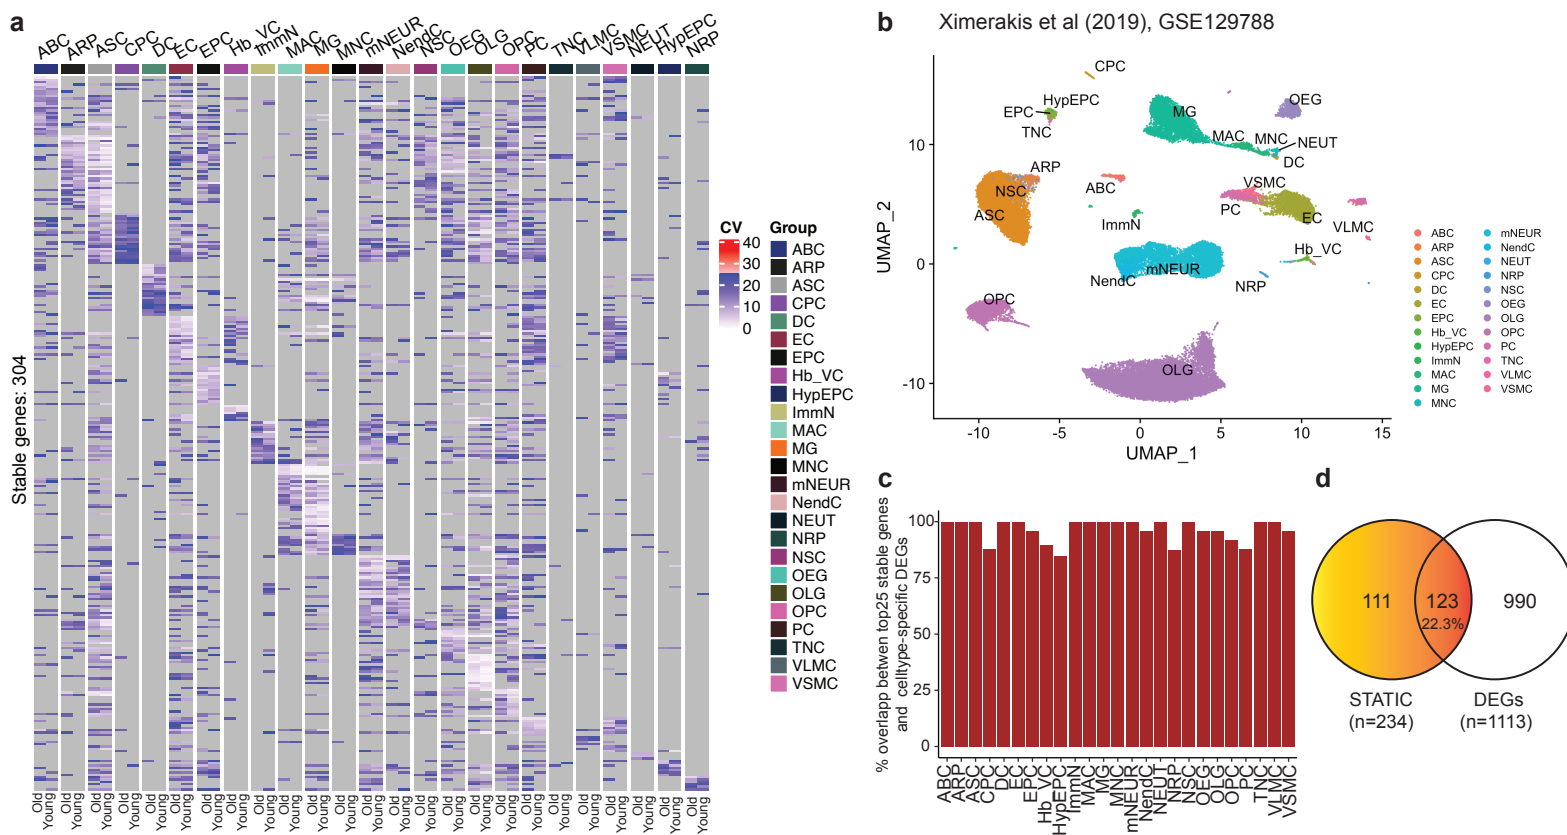 a
ABC ARP ASC CPC DC EC EPC Hb_VC ImmN MAC MG MNC mNEUR NendC NSC OEG OLG OPC PC TNC VLMC VSMC NEUT HypEPC NRP
Stable genes: 304
Old Young Old Young Old Young Old Young Old Young Old Young Old Young Old Young Old Young Old Young Old Young Old Young Old Young Old Young Old Young Old Young Old Young Old Young Old Young Old Young Old Young Old Young Old Young Old Young Old Young
CV
40
30
20
10
0
Group
ABC
ARP
ASC
CPC
DC
EC
EPC
Hb_VC
HypEPC
ImmN
MAC
MG
MNC
mNEUR
NendC
NEUT
NRP
NSC
OEG
OLG
OPC
PC
TNC
VLMC
VSMC
b
Ximerakis et al (2019), GSE129788
CPC
HypEPC
EPC
TNC
MG
OEG
MAC
MNC
NEUT
DC
ARP
NSC
ASC
ABC
ImmN
VSMC
PC
EC
VLMC
Hb_VC
mNEUR
NendC
NRP
OPC
OLG
UMAP_2
10
0
-10
-10 -5 0 5 10 15
UMAP_1
ABC
ARP
ASC
CPC
DC
EC
EPC
Hb_VC
HypEPC
ImmN
MAC
MG
MNC
mNEUR
NendC
NEUT
NRP
NSC
OEG
OLG
OPC
PC
TNC
VLMC
VSMC
c
% overlapp between top25 stable genes
and celltype-specific DEGs
100
75
50
25
0
ABC ARP ASC CPC DC EC EPC Hb_VC HypEPC ImmN MAC MG MNC mNEUR NendC NEUT NRP NSC OEG OLG OPC PC TNC VLMC VSMC
d
111
123
22.3%
990
STATIC
(n=234)
DEGs
(n=1113)